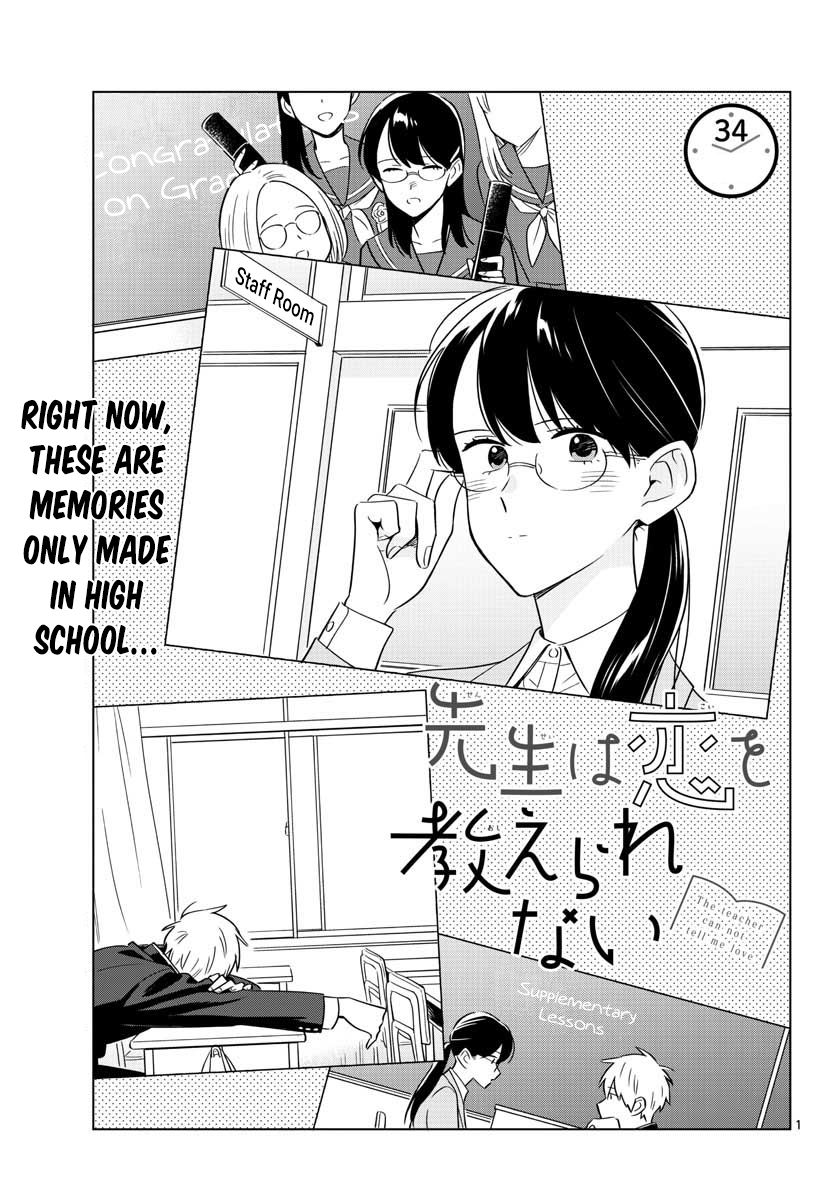 34
Congratulations
on Grad
Staff Room
RIGHT NOW,
THESE ARE
MEMORIES
ONLY MADE
IN HIGH
SCHOOL...
先生は恋を
教えられ
ない
The teacher
can not
tell me love
Supplementary
Lessons
1